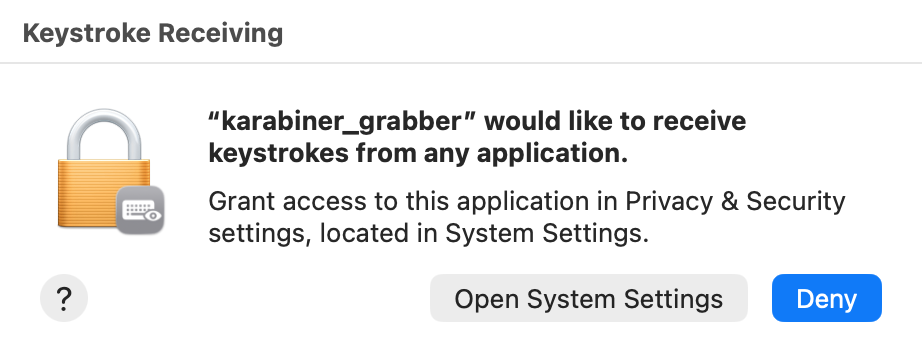 Keystroke Receiving
“karabiner_grabber” would like to receive
keystrokes from any application.
Grant access to this application in Privacy & Security
settings, located in System Settings.
?
Open System Settings
Deny